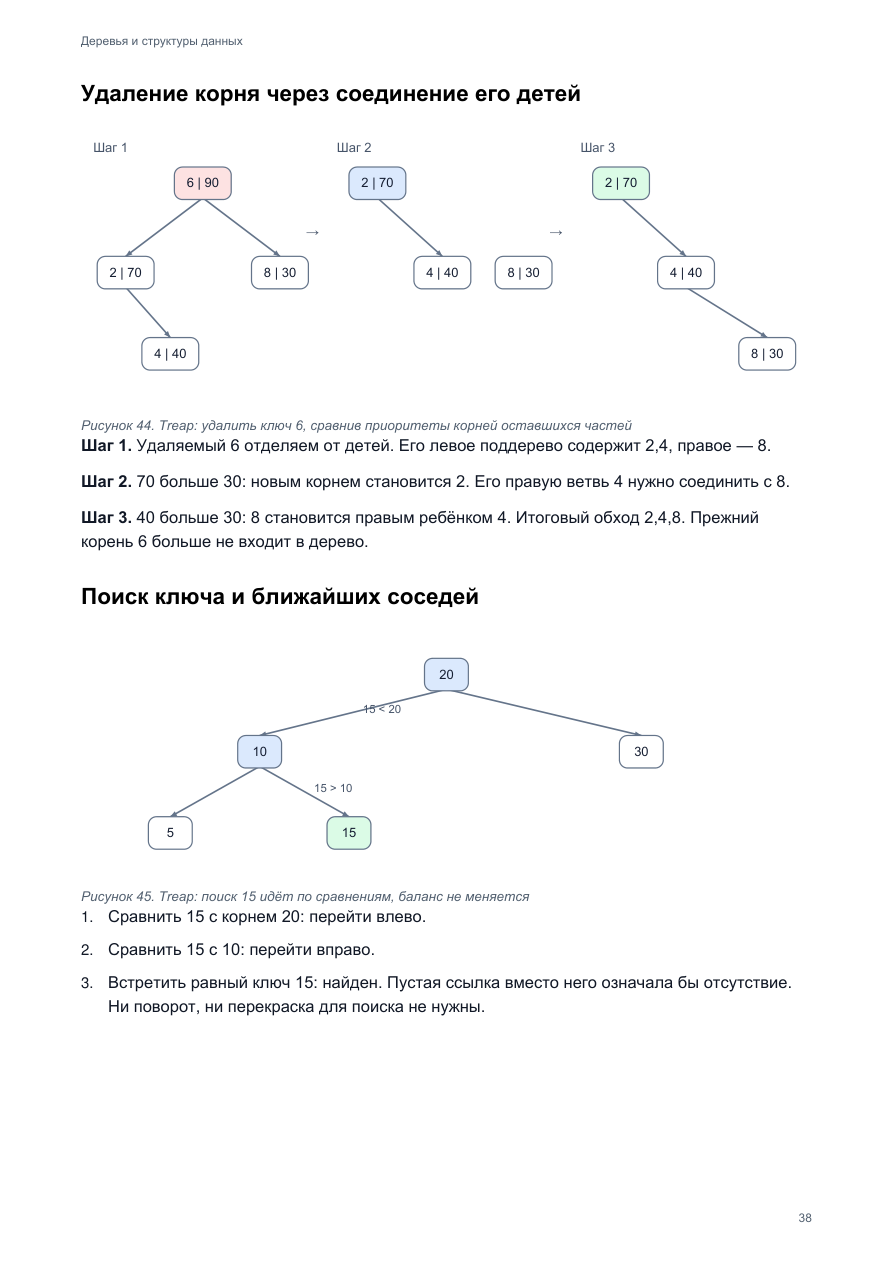 Деревья и структуры данных
Удаление корня через соединение его детей
Шаг 1
Шаг 2
Шаг 3
6 | 90
2 | 70
2 | 70
→
→
2 | 70
8 | 30
4 | 40
8 | 30
4 | 40
4 | 40
8 | 30
Рисунок 44. Treap: удалить ключ 6, сравнив приоритеты корней оставшихся частей
Шаг 1. Удаляемый 6 отделяем от детей. Его левое поддерево содержит 2,4, правое — 8.
Шаг 2. 70 больше 30: новым корнем становится 2. Его правую ветвь 4 нужно соединить с 8.
Шаг 3. 40 больше 30: 8 становится правым ребёнком 4. Итоговый обход 2,4,8. Прежний
корень 6 больше не входит в дерево.
Поиск ключа и ближайших соседей
20
15 < 20
10
30
15 > 10
5
15
Рисунок 45. Treap: поиск 15 идёт по сравнениям, баланс не меняется
1. Сравнить 15 с корнем 20: перейти влево.
2. Сравнить 15 с 10: перейти вправо.
3. Встретить равный ключ 15: найден. Пустая ссылка вместо него означала бы отсутствие.
Ни поворот, ни перекраска для поиска не нужны.
38